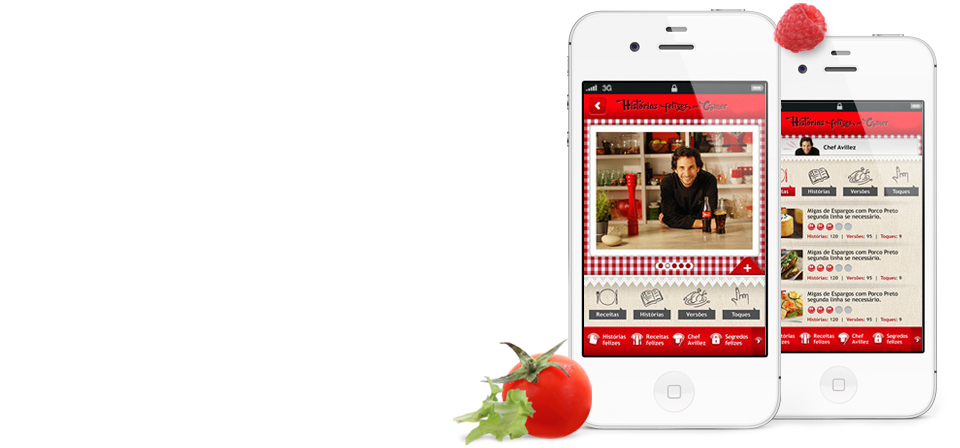 3G
Histórias felizes para Comer
Receitas
Histórias
Versões
Toques
Histórias
felizes
Receitas
felizes
Chef
Avillez
Segredos
felizes
Histórias felizes para Comer
Chef Avillez
Histórias
Versões
Toques
Migas de Espargos com Porco Preto
segunda linha se necessário.
Histórias: 120 | Versões: 95 | Toques: 9
Migas de Espargos com Porco Preto
segunda linha se necessário.
Histórias: 120 | Versões: 95 | Toques: 9
Migas de Espargos com Porco Preto
segunda linha se necessário.
Histórias: 120 | Versões: 95 | Toques: 9
Receitas
felizes
Chef
Avillez
Segredos
felizes